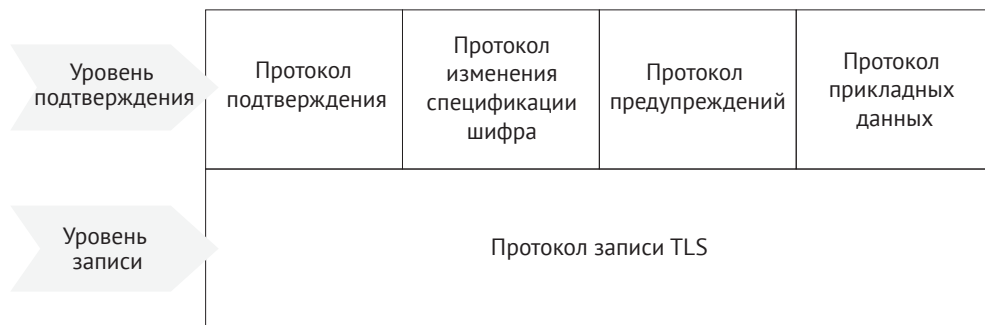 Уровень
подтверждения
Протокол
подтверждения
Протокол
изменения
спецификации
шифра
Протокол
предупреждений
Протокол
прикладных
данных
Уровень
записи
Протокол записи TLS